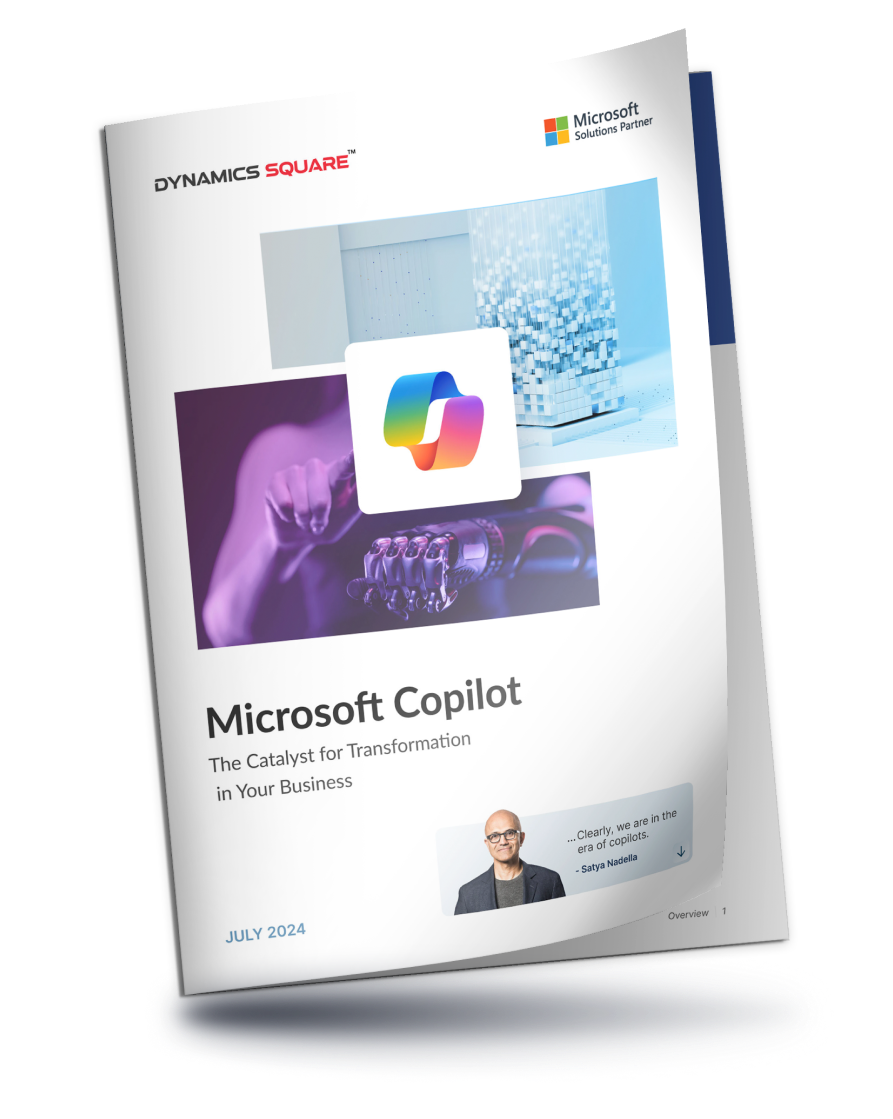 DYNAMICS SQUARE™
Microsoft
Solutions Partner
Microsoft Copilot
The Catalyst for Transformation
in Your Business
...Clearly, we are in the
era of copilots.
- Satya Nadella
JULY 2024
Overview 1